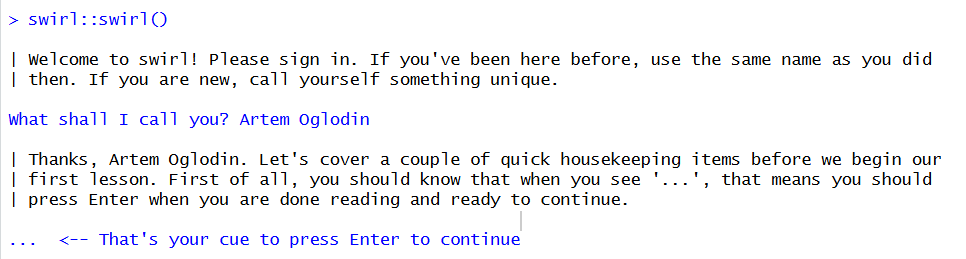 > swirl::swirl()
| Welcome to swirl! Please sign in. If you've been here before, use the same name as you did
| then. If you are new, call yourself something unique.
What shall I call you? Artem Oglodin
| Thanks, Artem Oglodin. Let's cover a couple of quick housekeeping items before we begin our
| first lesson. First of all, you should know that when you see '...', that means you should
| press Enter when you are done reading and ready to continue.
...  <-- That's your cue to press Enter to continue